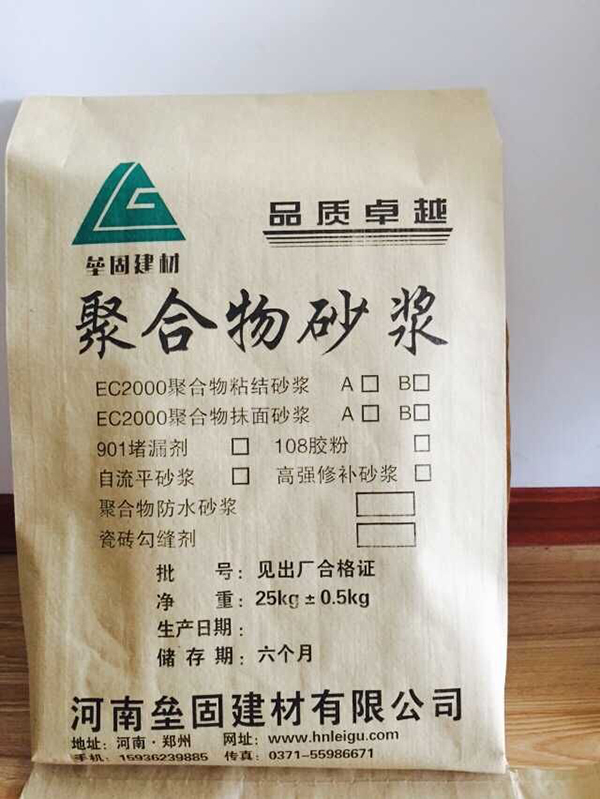 垒固建材
品质卓越
聚合物砂浆
EC2000聚合物粘结砂浆 A□ B□
EC2000聚合物抹面砂浆 A□ B□
901堵漏剂 □ 108胶粉 □
自流平砂浆 □ 高强修补砂浆 □
聚合物防水砂浆
瓷砖勾缝剂
批 号：见出厂合格证
净 重：25kg±0.5kg
生产日期：
储存期：六个月
河南垒固建材有限公司
地址：河南·郑州 网址：www.hnleigu.com
手机：15936239885 传真：0371-55986671